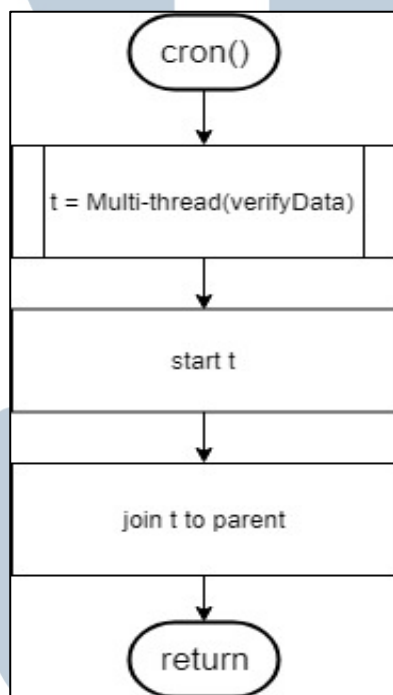 cron()
t = Multi-thread(verifyData)
start t
join t to parent
return